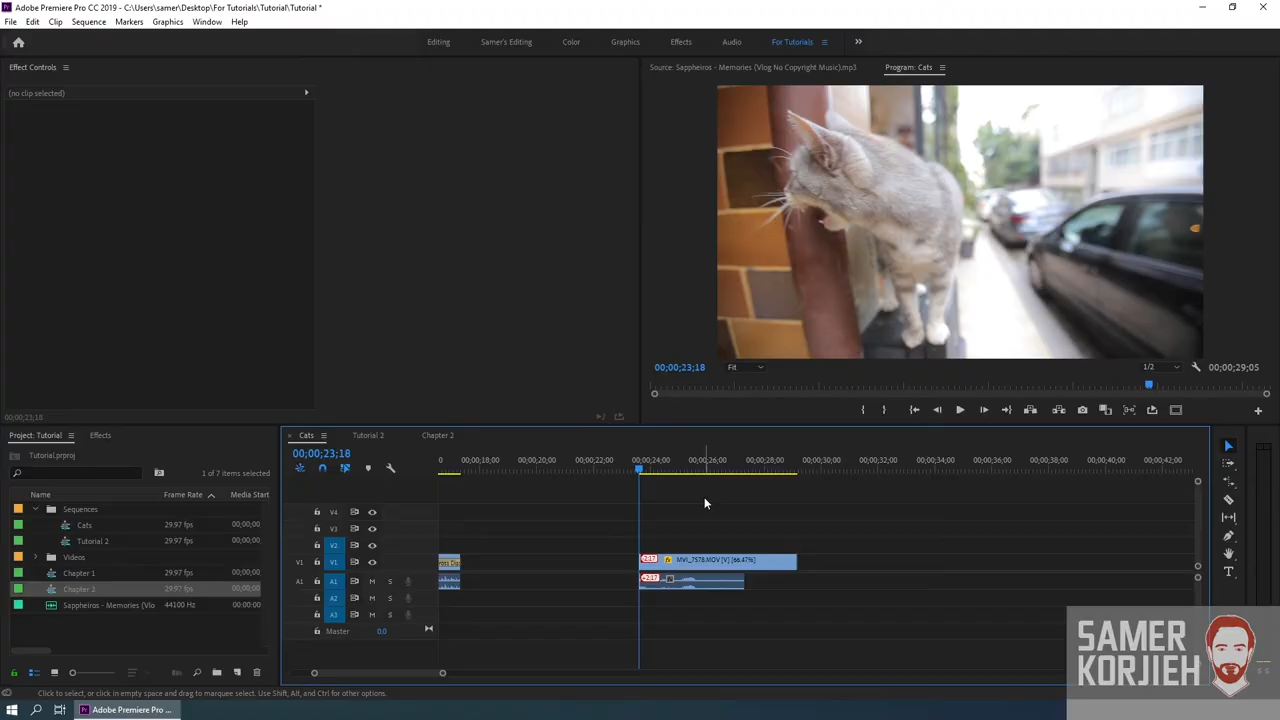 Adobe Premiere Pro CC 2019 - C:\Users\samer\Desktop\For Tutorials\Tutorial\Tutorial *
File Edit Clip Sequence Markers Graphics Window Help
Editing Samer's Editing Color Graphics Effects Audio For Tutorials
Effect Controls
Source: Sappheiros - Memories (Vlog No Copyright Music).mp3 Program: Cats
(no clip selected)
00;00;23;18 Fit 1/2 00;00;29;05
00;00;23;18
Project: Tutorial Effects
Tutorial.prproj
1 of 7 items selected
Name Frame Rate Media Start
Sequences
Cats 29.97 fps 00;00;00
Tutorial 2 29.97 fps 00;00;00
Videos
Chapter 1 29.97 fps 00;00;00
Chapter 2 29.97 fps 00;00;00
Sappheiros - Memories (Vlo 44100 Hz 00:00:00
Cats Tutorial 2 Chapter 2
00;00;23;18
0 00;00;18;00 00;00;20;00 00;00;22;00 00;00;24;00 00;00;26;00 00;00;28;00 00;00;30;00 00;00;32;00 00;00;34;00 00;00;36;00 00;00;38;00 00;00;40;00 00;00;42;00
V4
V3
V2
V1 V1 MVI_7578.MOV [V] [66.47%]
A1 A1 M S
A2 M S
A3 M S
Master 0.0
Click to select, or click in empty space and drag to marquee select. Use Shift, Alt, and Ctrl for other options.
Adobe Premiere Pro ...
SAMER
KORJIEH